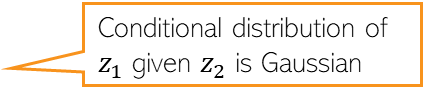 Conditional distribution of
z₁ given z₂ is Gaussian